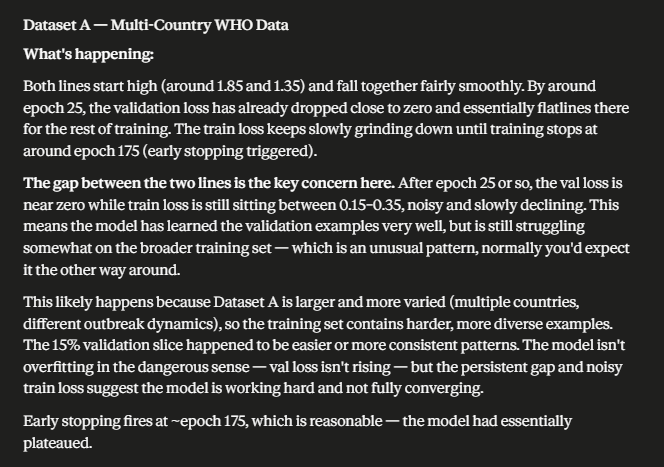 Dataset A — Multi-Country WHO Data
What's happening:
Both lines start high (around 1.85 and 1.35) and fall together fairly smoothly. By around
epoch 25, the validation loss has already dropped close to zero and essentially flatlines there
for the rest of training. The train loss keeps slowly grinding down until training stops at
around epoch 175 (early stopping triggered).
The gap between the two lines is the key concern here. After epoch 25 or so, the val loss is
near zero while train loss is still sitting between 0.15–0.35, noisy and slowly declining. This
means the model has learned the validation examples very well, but is still struggling
somewhat on the broader training set — which is an unusual pattern, normally you'd expect
it the other way around.
This likely happens because Dataset A is larger and more varied (multiple countries,
different outbreak dynamics), so the training set contains harder, more diverse examples.
The 15% validation slice happened to be easier or more consistent patterns. The model isn't
overfitting in the dangerous sense — val loss isn't rising — but the persistent gap and noisy
train loss suggest the model is working hard and not fully converging.
Early stopping fires at ~epoch 175, which is reasonable — the model had essentially
plateaued.